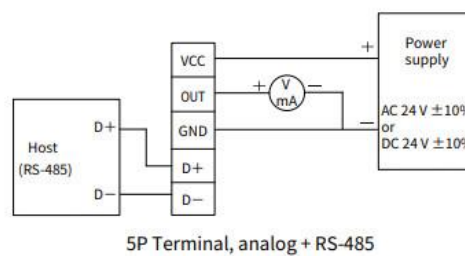 VCC
OUT
GND
D+
D−
+
V
mA
−
+
−
Power
supply
AC 24 V ±10%
or
DC 24 V ±10%
Host
(RS-485)
D+
D−
5P Terminal, analog + RS-485